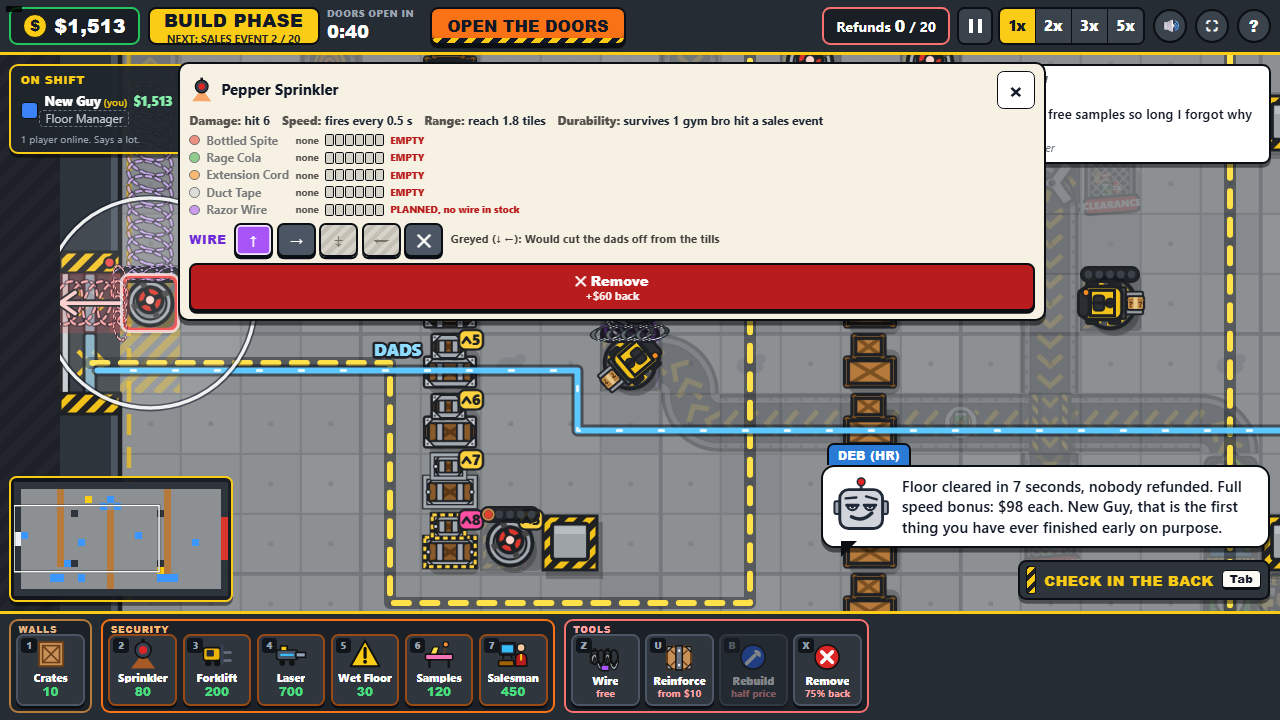 $ $1,513
BUILD PHASE
NEXT: SALES EVENT 2 / 20
DOORS OPEN IN
0:40
OPEN THE DOORS
Refunds 0 / 20
1x 2x 3x 5x
?
ON SHIFT
New Guy (you) $1,513
Floor Manager
1 player online. Says a lot.
Pepper Sprinkler
Damage: hit 6 Speed: fires every 0.5 s Range: reach 1.8 tiles Durability: survives 1 gym bro hit a sales event
Bottled Spite none EMPTY
Rage Cola none EMPTY
Extension Cord none EMPTY
Duct Tape none EMPTY
Razor Wire none PLANNED, no wire in stock
WIRE ↑ → ↓ ← ✕ Greyed (↓ ←): Would cut the dads off from the tills
✕ Remove
+$60 back
free samples so long I forgot why
er
CLEARANCE
DADS
^5
^6
^7
^8
DEB (HR)
Floor cleared in 7 seconds, nobody refunded. Full
speed bonus: $98 each. New Guy, that is the first
thing you have ever finished early on purpose.
CHECK IN THE BACK Tab
WALLS
1
Crates
10
SECURITY
2
Sprinkler
80
3
Forklift
200
4
Laser
700
5
Wet Floor
30
6
Samples
120
7
Salesman
450
TOOLS
Z
Wire
free
U
Reinforce
from $10
B
Rebuild
half price
X
Remove
75% back